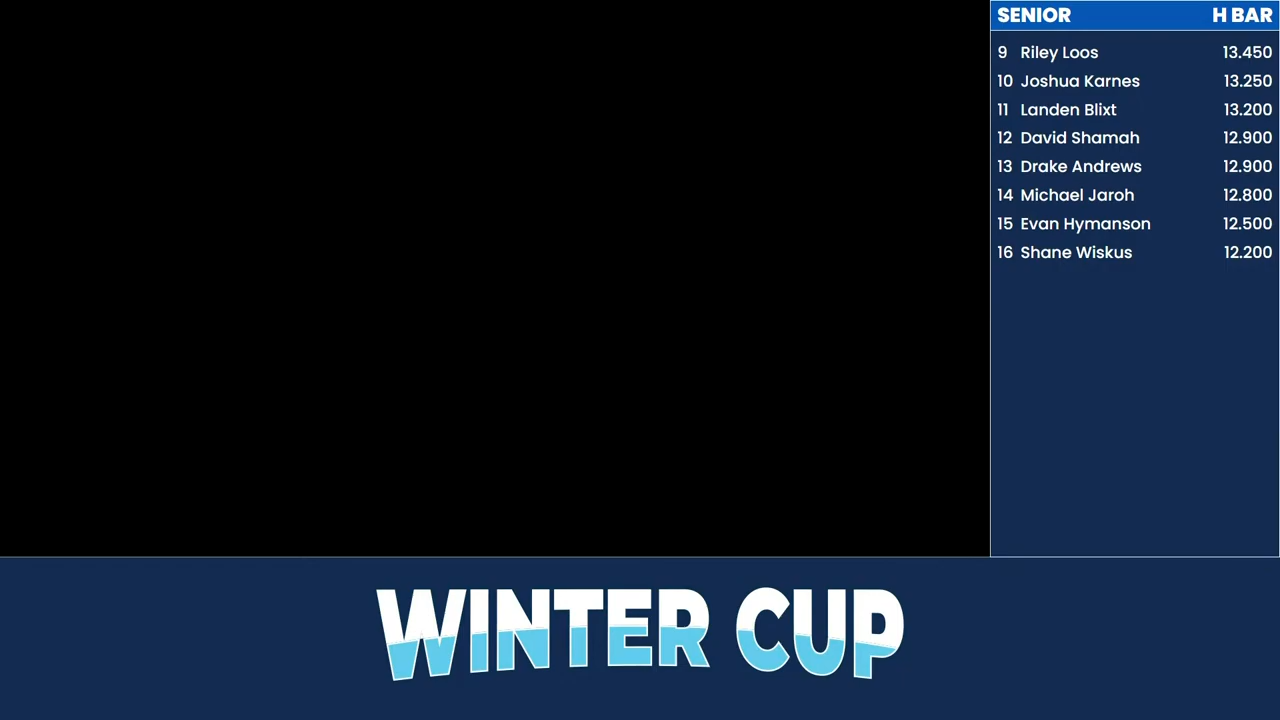 SENIOR H BAR
9 Riley Loos 13.450
10 Joshua Karnes 13.250
11 Landen Blixt 13.200
12 David Shamah 12.900
13 Drake Andrews 12.900
14 Michael Jaroh 12.800
15 Evan Hymanson 12.500
16 Shane Wiskus 12.200
WINTER CUP